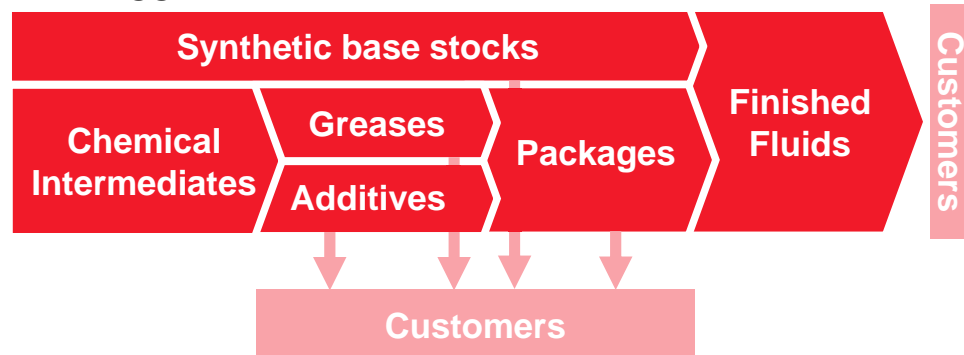 Synthetic base stocks
Chemical
Intermediates
Greases
Additives
Packages
Finished
Fluids
Customers
Customers